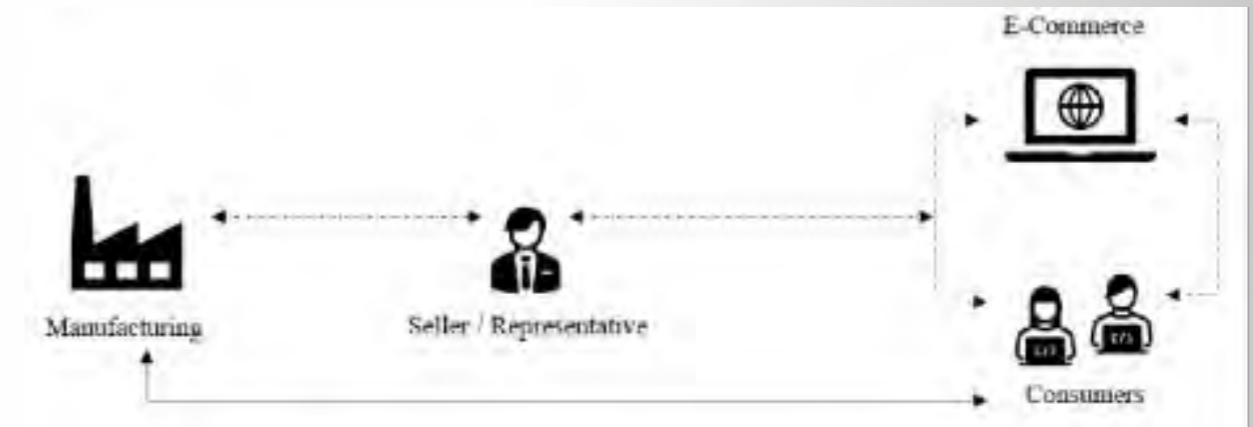 E-Commerce
Manufacturing
Seller / Representative
Consumers